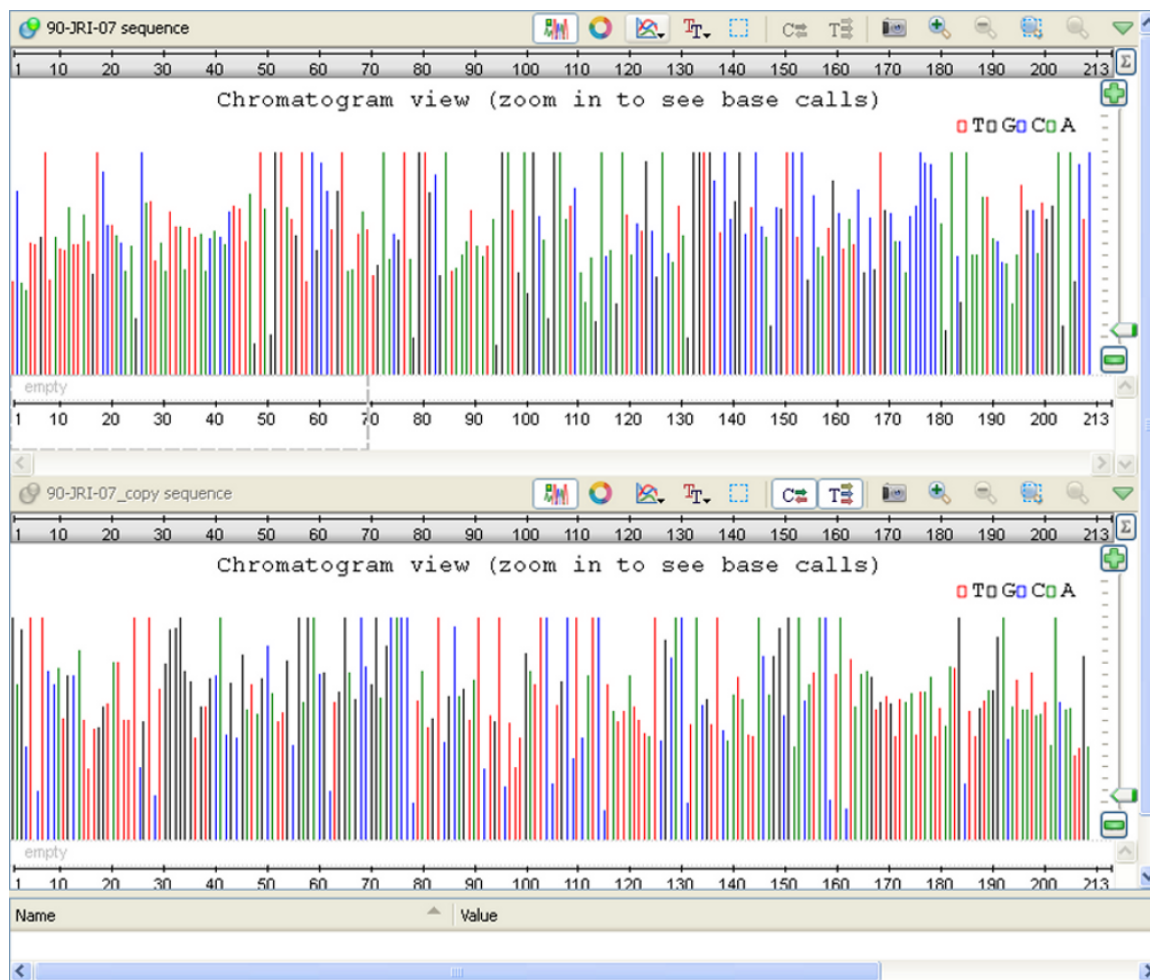 90-JRI-07 sequence
1 10 20 30 40 50 60 70 80 90 100 110 120 130 140 150 160 170 180 190 200 213
Chromatogram view (zoom in to see base calls)
T G C A
empty
1 10 20 30 40 50 60 70 80 90 100 110 120 130 140 150 160 170 180 190 200 213
90-JRI-07_copy sequence
1 10 20 30 40 50 60 70 80 90 100 110 120 130 140 150 160 170 180 190 200 213
Chromatogram view (zoom in to see base calls)
T G C A
empty
1 10 20 30 40 50 60 70 80 90 100 110 120 130 140 150 160 170 180 190 200 213
Name Value